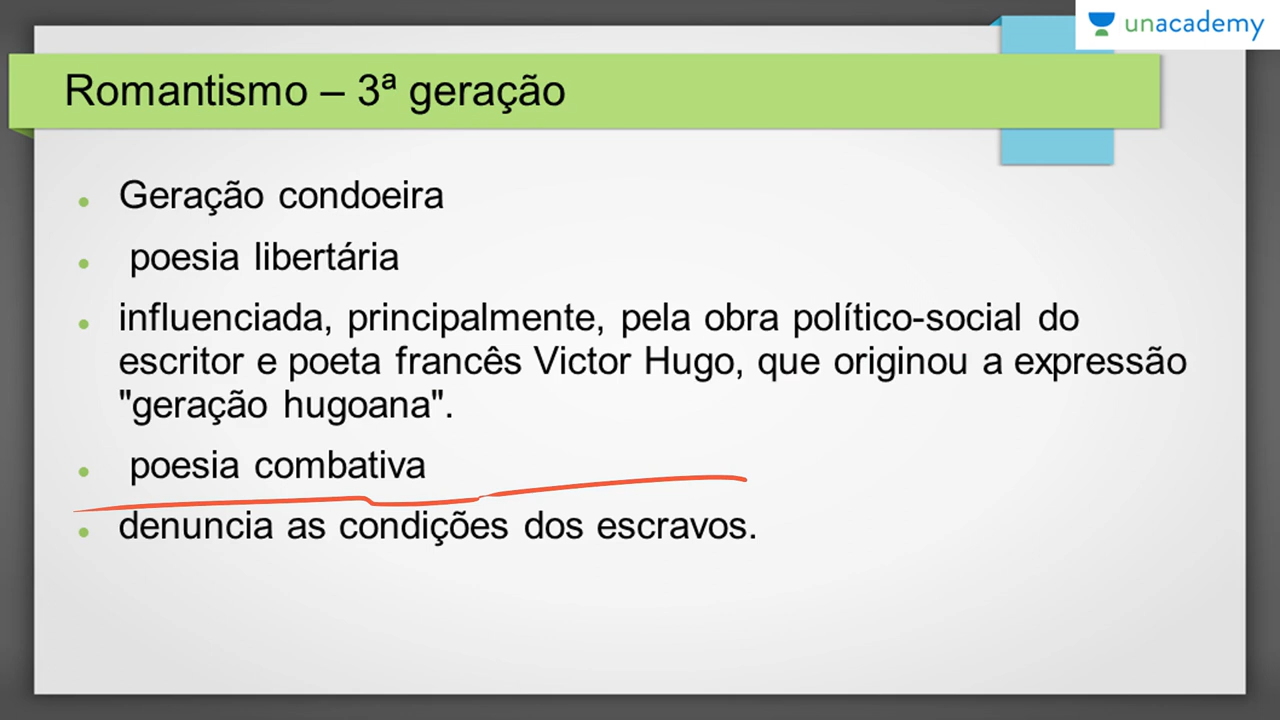 unacademy
Romantismo – 3ª geração
Geração condoeira
poesia libertária
influenciada, principalmente, pela obra político-social do
escritor e poeta francês Victor Hugo, que originou a expressão
"geração hugoana".
poesia combativa
denuncia as condições dos escravos.